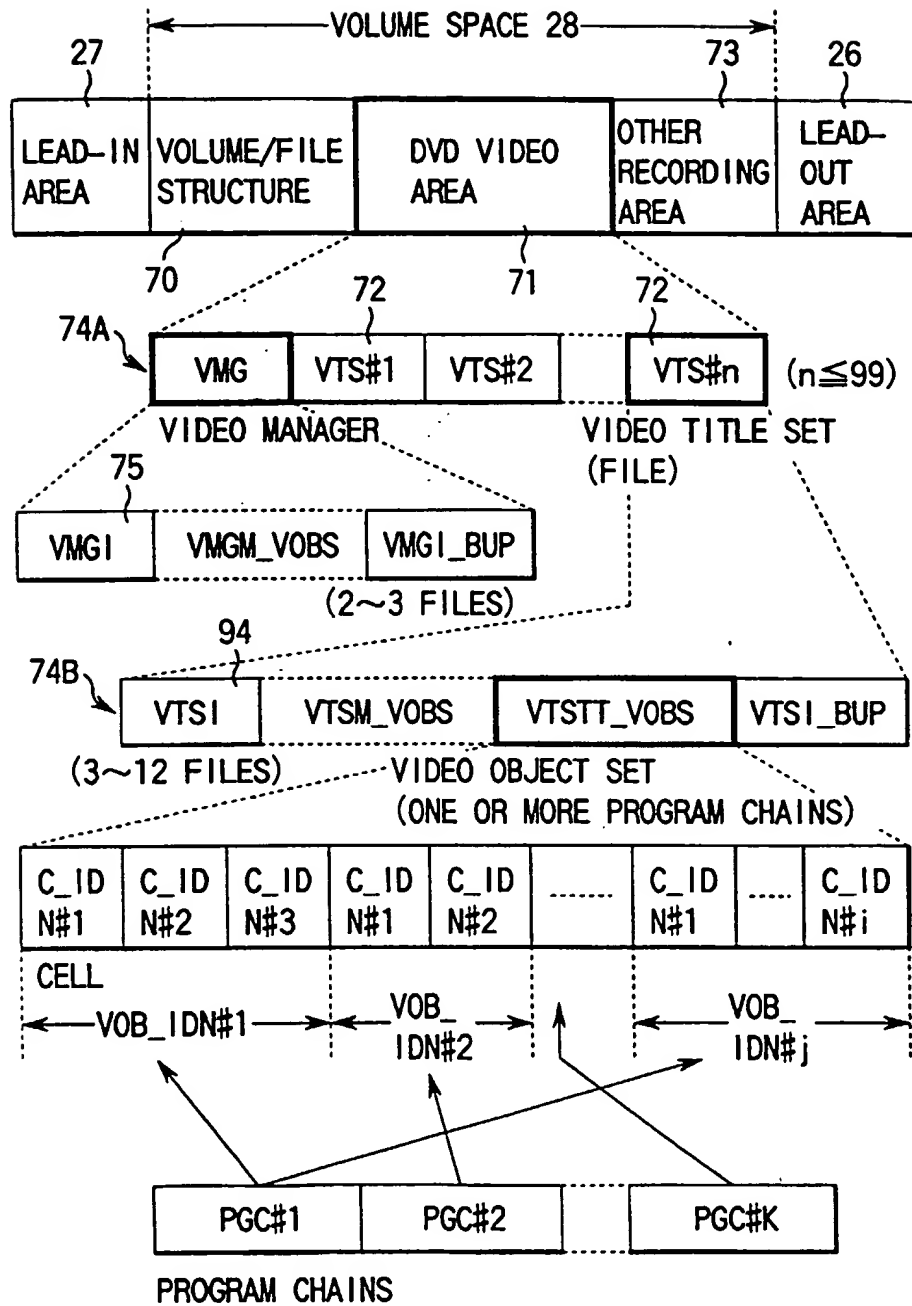 VOLUME SPACE 28
27
73
26
LEAD-IN AREA
VOLUME/FILE STRUCTURE
DVD VIDEO AREA
OTHER RECORDING AREA
LEAD-OUT AREA
70
71
72
72
74A
VMG
VTS#1
VTS#2
VTS#n
(n≦99)
VIDEO MANAGER
VIDEO TITLE SET
(FILE)
75
VMGI
VMGM_VOBS
VMGI_BUP
(2~3 FILES)
94
74B
VTSI
VTSM_VOBS
VTSTT_VOBS
VTSI_BUP
(3~12 FILES)
VIDEO OBJECT SET
(ONE OR MORE PROGRAM CHAINS)
C_ID N#1
C_ID N#2
C_ID N#3
C_ID N#1
C_ID N#2
C_ID N#1
C_ID N#i
CELL
VOB_IDN#1
VOB_IDN#2
VOB_IDN#j
PGC#1
PGC#2
PGC#K
PROGRAM CHAINS